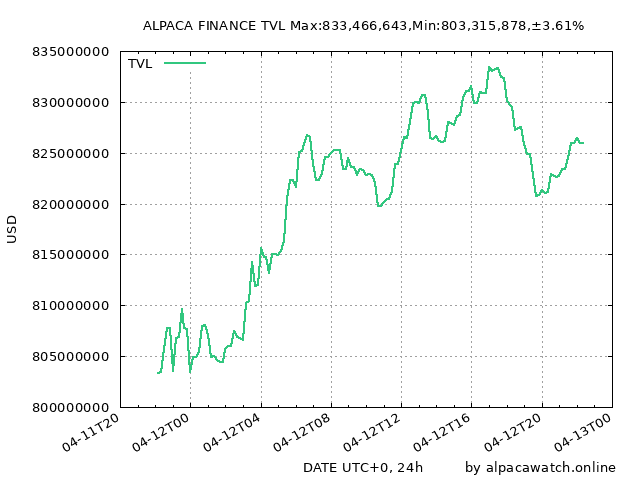 ALPACA FINANCE TVL Max:833,466,643,Min:803,315,878,±3.61%
TVL
835000000
830000000
825000000
820000000
815000000
810000000
805000000
800000000
USD
04-11T20
04-12T00
04-12T04
04-12T08
04-12T12
04-12T16
04-12T20
04-13T00
DATE UTC+0, 24h
by alpacawatch.online